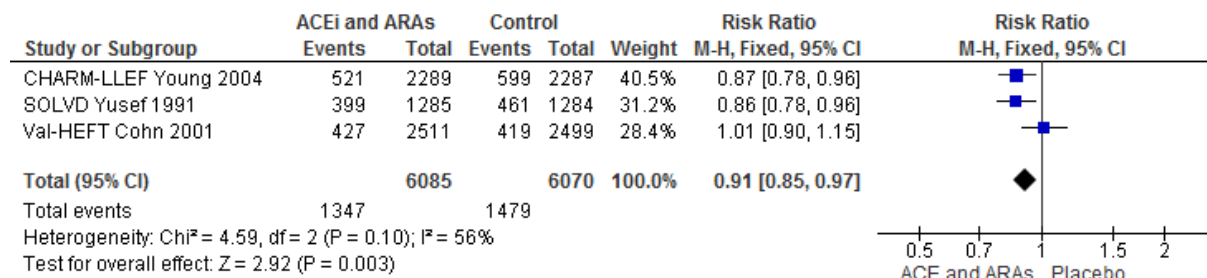 ACEi and ARAs Control Risk Ratio Risk Ratio
Study or Subgroup Events Total Events Total Weight M-H, Fixed, 95% CI M-H, Fixed, 95% CI
CHARM-LLEF Young 2004 521 2289 599 2287 40.5% 0.87 [0.78, 0.96]
SOLVD Yusef 1991 399 1285 461 1284 31.2% 0.86 [0.78, 0.96]
Val-HEFT Cohn 2001 427 2511 419 2499 28.4% 1.01 [0.90, 1.15]
Total (95% CI) 6085 6070 100.0% 0.91 [0.85, 0.97]
Total events 1347 1479
Heterogeneity: Chi² = 4.59, df = 2 (P = 0.10); I² = 56%
Test for overall effect: Z = 2.92 (P = 0.003)
0.5 0.7 1 1.5 2
ACE and ARAs Placebo